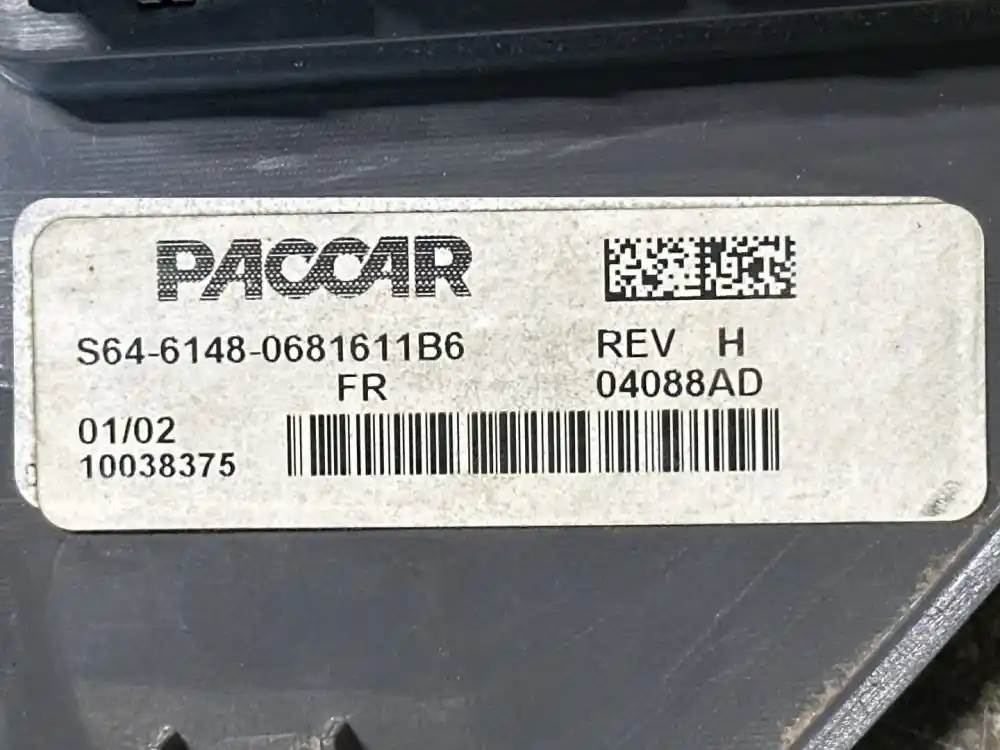 PACCAR
S64-6148-0681611B6 REV H
FR 04088AD
01/02
10038375